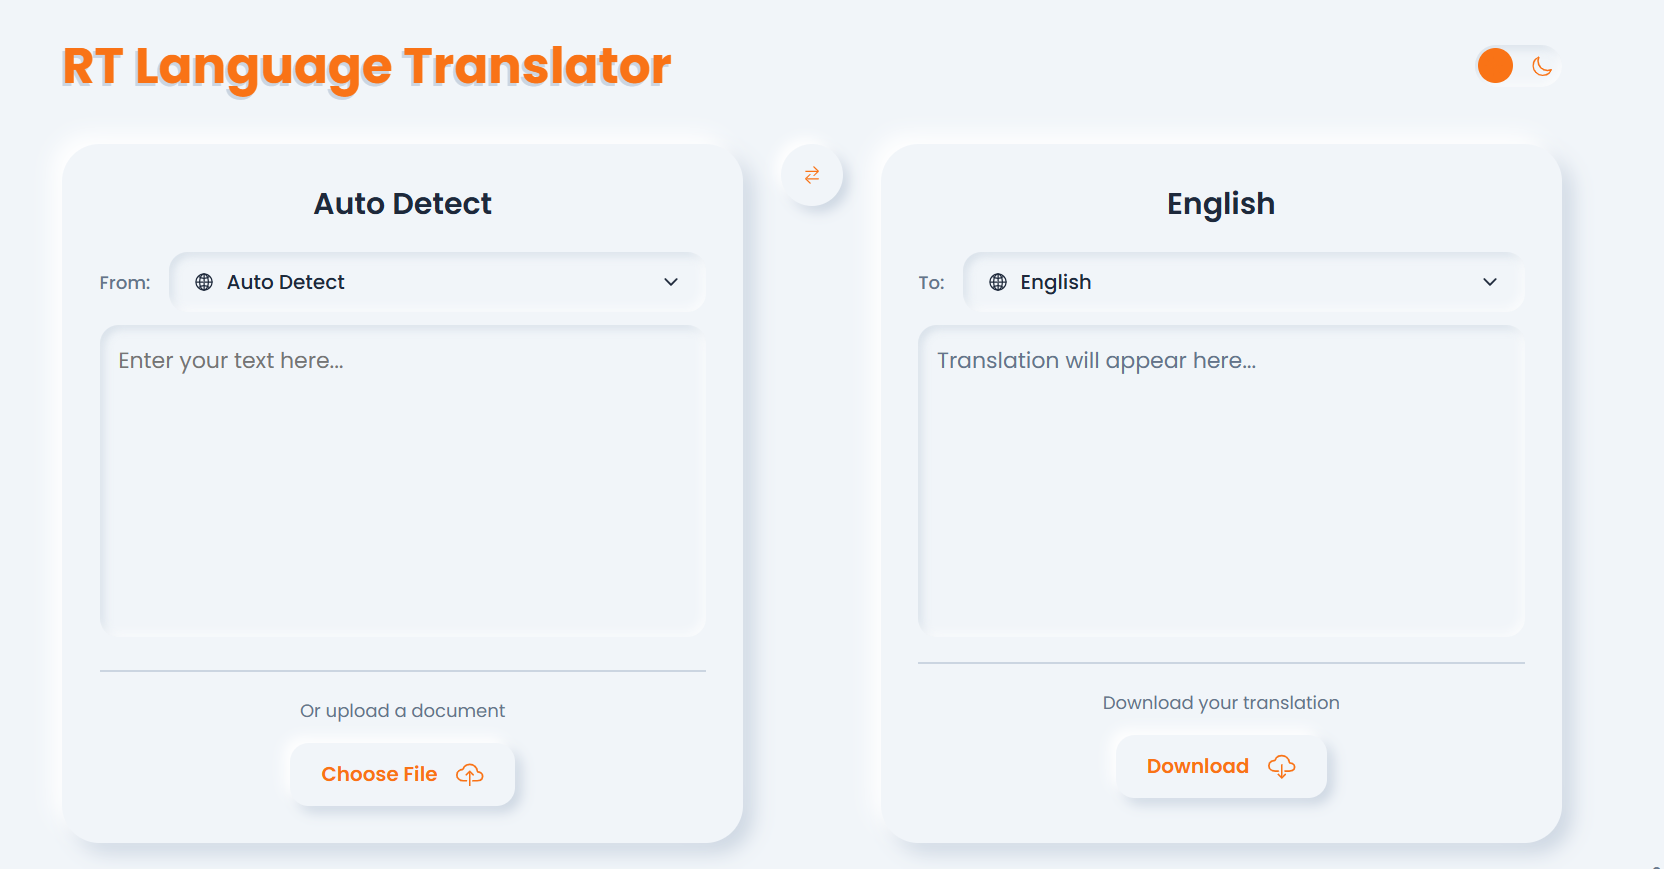 RT Language Translator
Auto Detect
From:
Auto Detect
Enter your text here...
Or upload a document
Choose File
English
To:
English
Translation will appear here...
Download your translation
Download